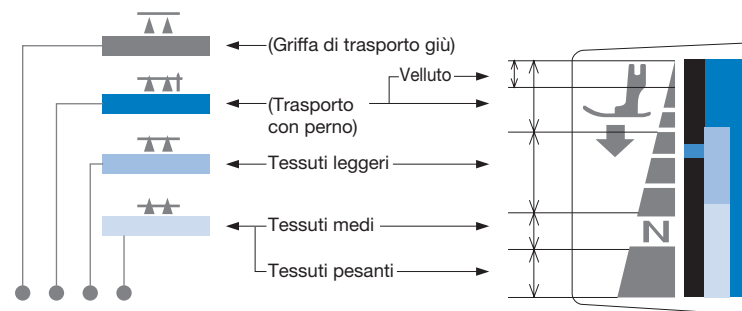 (Griffa di trasporto giù)
Velluto
(Trasporto
con perno)
Tessuti leggeri
Tessuti medi
N
Tessuti pesanti